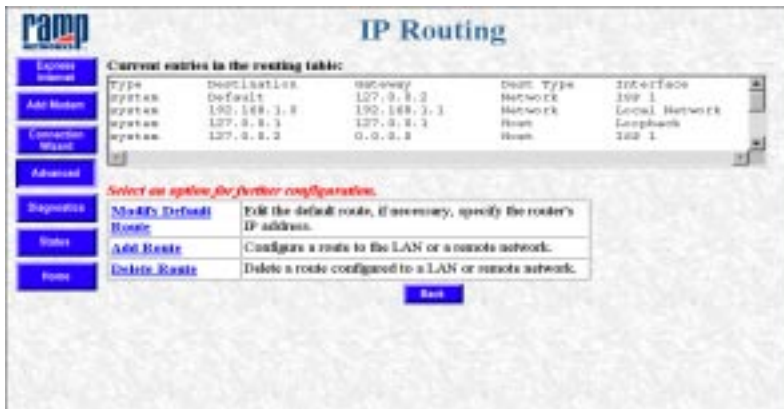 ramp
NETWORKS
IP Routing
Express
Internet
Add Modem
Connection
Wizard
Advanced
Diagnostics
Status
Home
Current entries in the routing table:
Type Destination Gateway Dest Type Interface
system Default 127.0.0.2 Network ISP 1
system 192.168.1.0 192.168.1.1 Network Local Network
system 127.0.0.1 127.0.0.1 Host Loopback
system 127.0.0.2 0.0.0.0 Host ISP 1
Select an option for further configuration.
Modify Default Edit the default route, if necessary, specify the router's
Route IP address.
Add Route Configure a route to the LAN or a remote network.
Delete Route Delete a route configured to a LAN or remote network.
Back